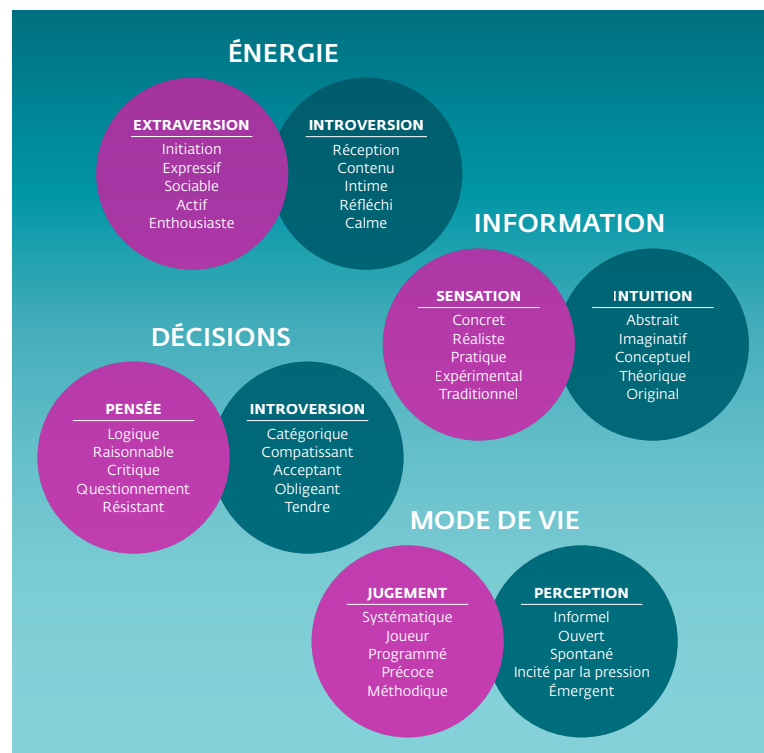 ÉNERGIE
EXTRAVERSION
Initiation
Expressif
Sociable
Actif
Enthousiaste
INTROVERSION
Réception
Contenu
Intime
Réfléchi
Calme
INFORMATION
SENSATION
Concret
Réaliste
Pratique
Expérimental
Traditionnel
INTUITION
Abstrait
Imaginatif
Conceptuel
Théorique
Original
DÉCISIONS
PENSÉE
Logique
Raisonnable
Critique
Questionnement
Résistant
INTROVERSION
Catégorique
Compatissant
Acceptant
Obligeant
Tendre
MODE DE VIE
JUGEMENT
Systématique
Joueur
Programmé
Précoce
Méthodique
PERCEPTION
Informel
Ouvert
Spontané
Incité par la pression
Émergent